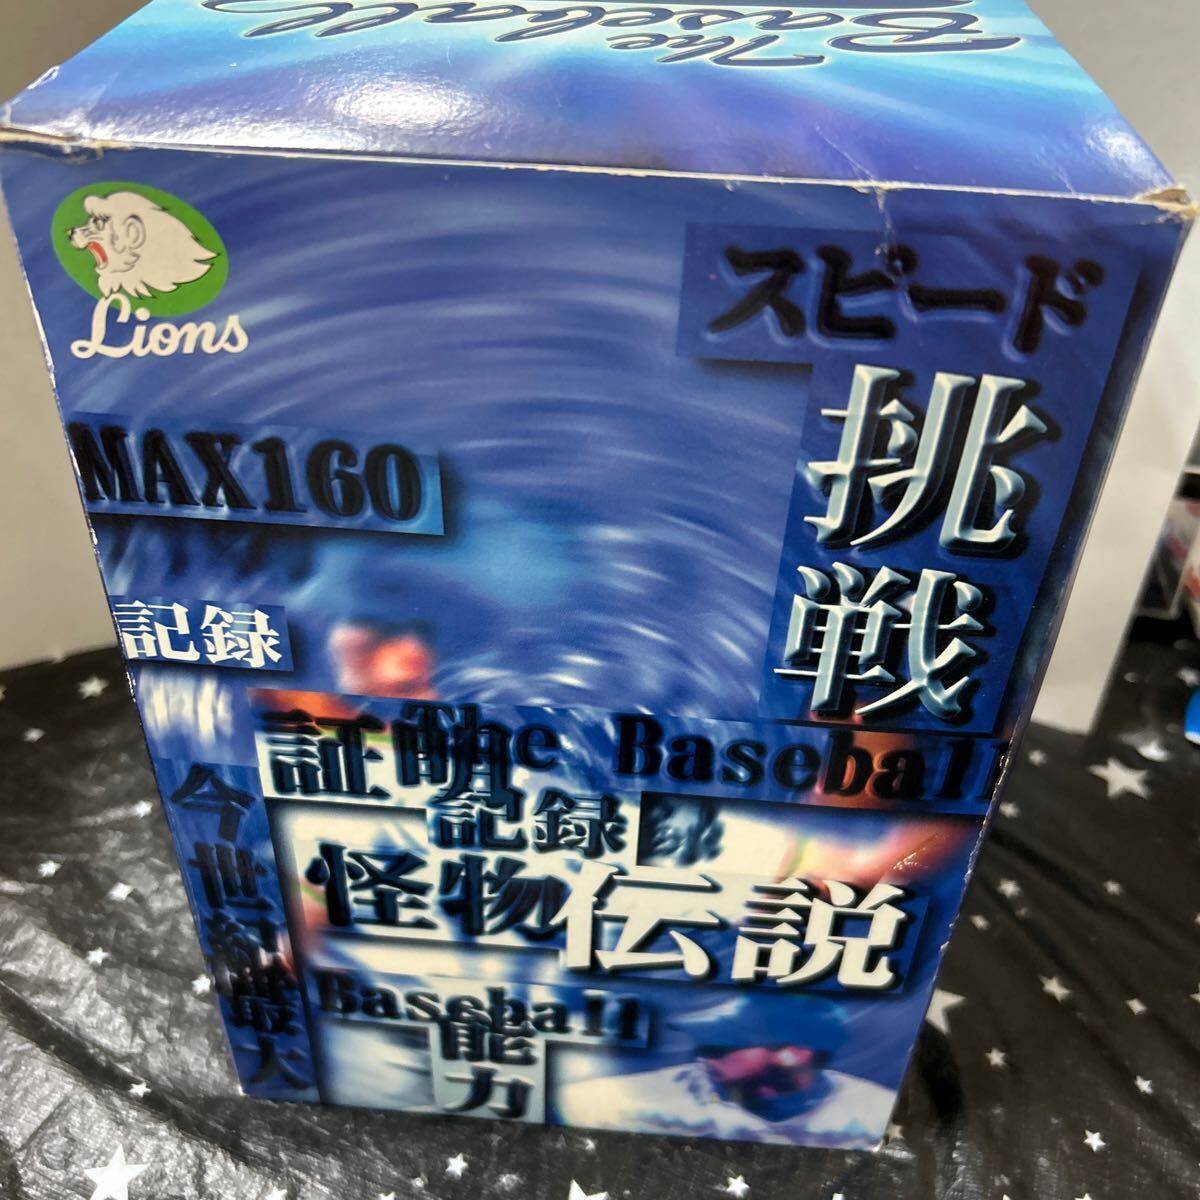 The
Baseball
Lions
スピード
挑戦
MAX160
記録
証明
The Baseball
記録
録
怪物伝説
今世紀最大
Baseball
能力